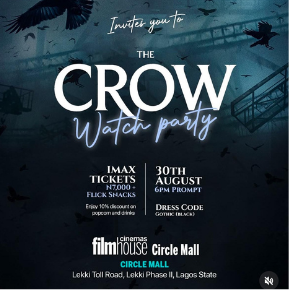 Invites you to
THE
CROW
Watch party
IMAX
TICKETS
N7,000 +
FLICK SNACKS
Enjoy 10% discount on
popcorn and drinks
30TH
AUGUST
6PM PROMPT
DRESS CODE
GOTHIC (BLACK)
filmhouse cinemas Circle Mall
CIRCLE MALL
Lekki Toll Road, Lekki Phase II, Lagos State